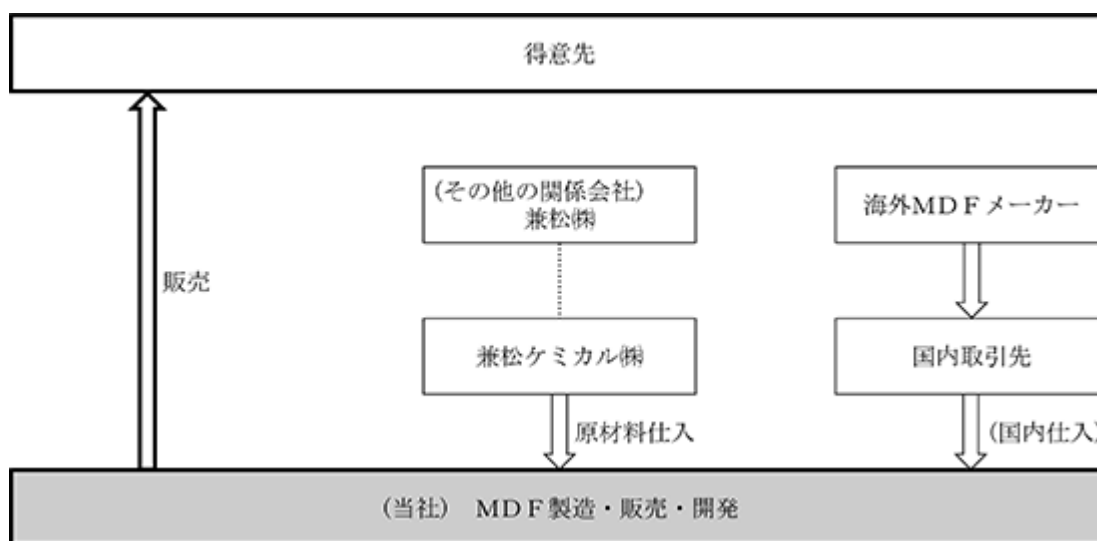 得意先
(その他の関係会社)
兼松㈱
海外ＭＤＦメーカー
販売
兼松ケミカル㈱
国内取引先
原材料仕入
(国内仕入)
(当社)　ＭＤＦ製造・販売・開発